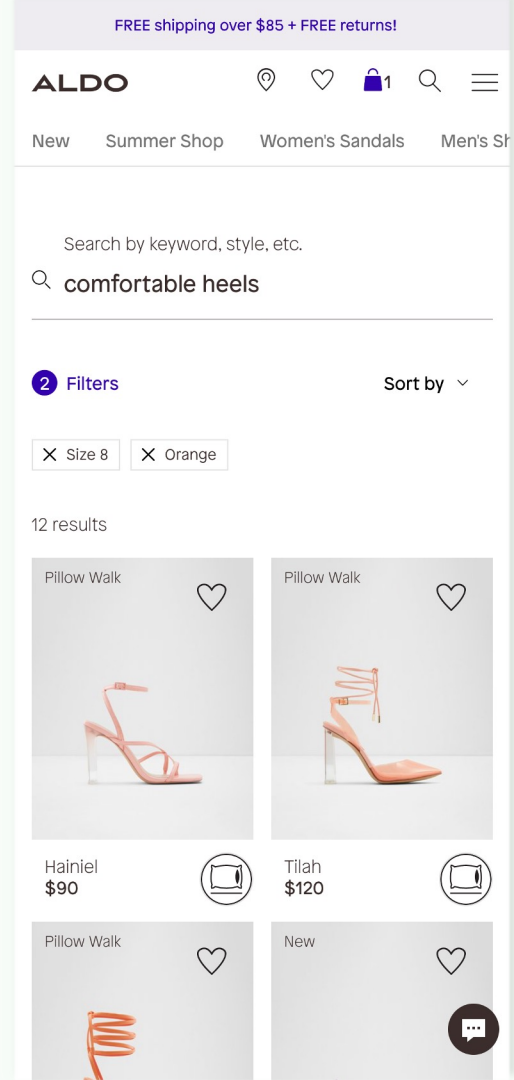 FREE shipping over $85 + FREE returns!
ALDO
1
New Summer Shop Women's Sandals Men's Sh
Search by keyword, style, etc.
comfortable heels
2 Filters Sort by
Size 8 Orange
12 results
Pillow Walk Pillow Walk
Hainiel Tilah
$90 $120
Pillow Walk New